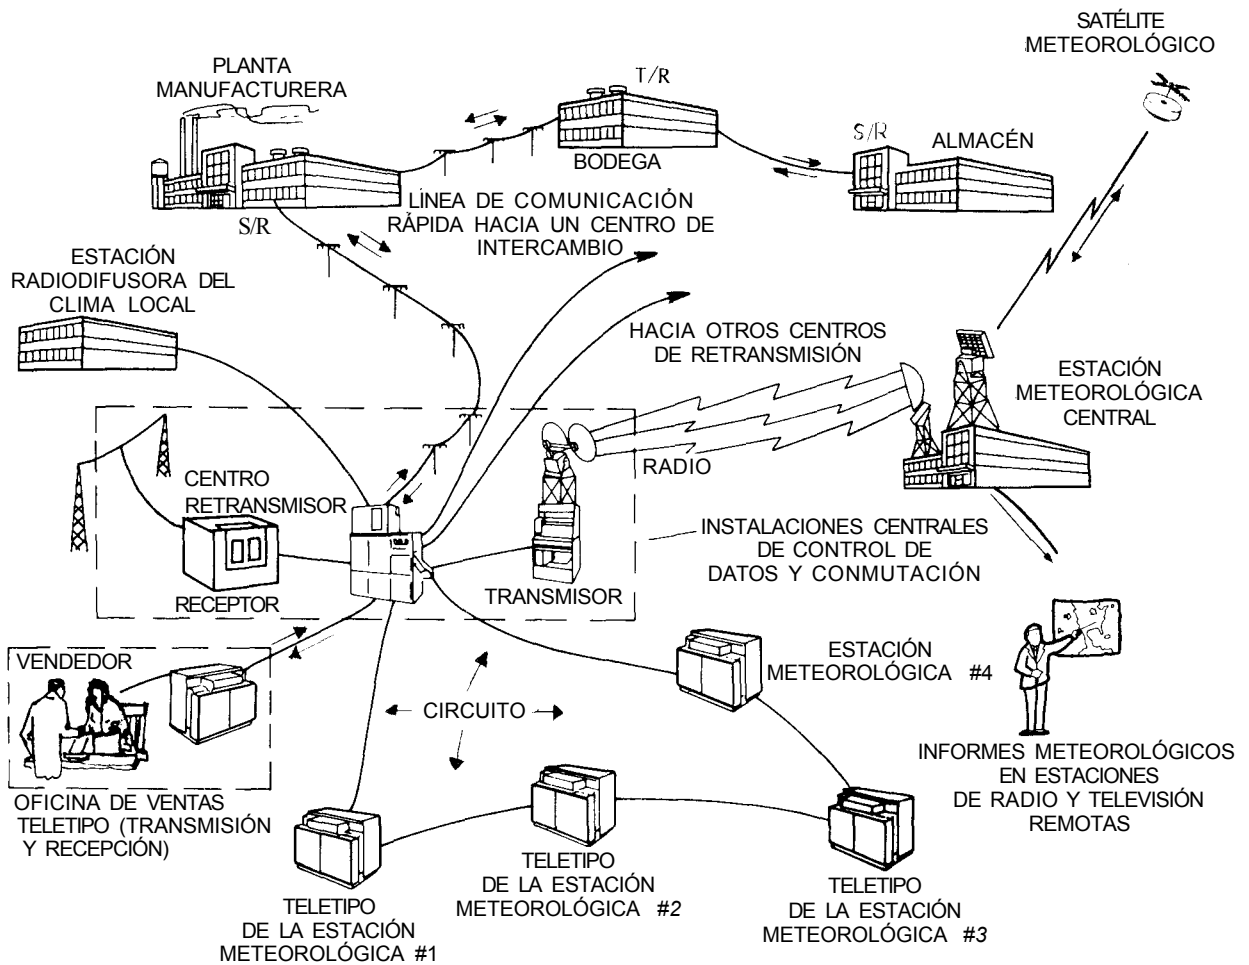 SATÉLITE
METEOROLÓGICO
PLANTA
MANUFACTURERA
T/R
BODEGA
S/R
ALMACÉN
S/R
LÍNEA DE COMUNICACIÓN
RÁPIDA HACIA UN CENTRO DE
INTERCAMBIO
ESTACIÓN
RADIODIFUSORA DEL
CLIMA LOCAL
HACIA OTROS CENTROS
DE RETRANSMISIÓN
ESTACIÓN
METEOROLÓGICA
CENTRAL
RADIO
CENTRO
RETRANSMISOR
INSTALACIONES CENTRALES
DE CONTROL DE
DATOS Y CONMUTACIÓN
RECEPTOR
TRANSMISOR
VENDEDOR
ESTACIÓN
METEOROLÓGICA #4
CIRCUITO
INFORMES METEOROLÓGICOS
EN ESTACIONES
DE RADIO Y TELEVISIÓN
REMOTAS
OFICINA DE VENTAS
TELETIPO (TRANSMISIÓN
Y RECEPCIÓN)
TELETIPO
DE LA ESTACIÓN
METEOROLÓGICA #1
TELETIPO
DE LA ESTACIÓN
METEOROLÓGICA #2
TELETIPO
DE LA ESTACIÓN
METEOROLÓGICA #3